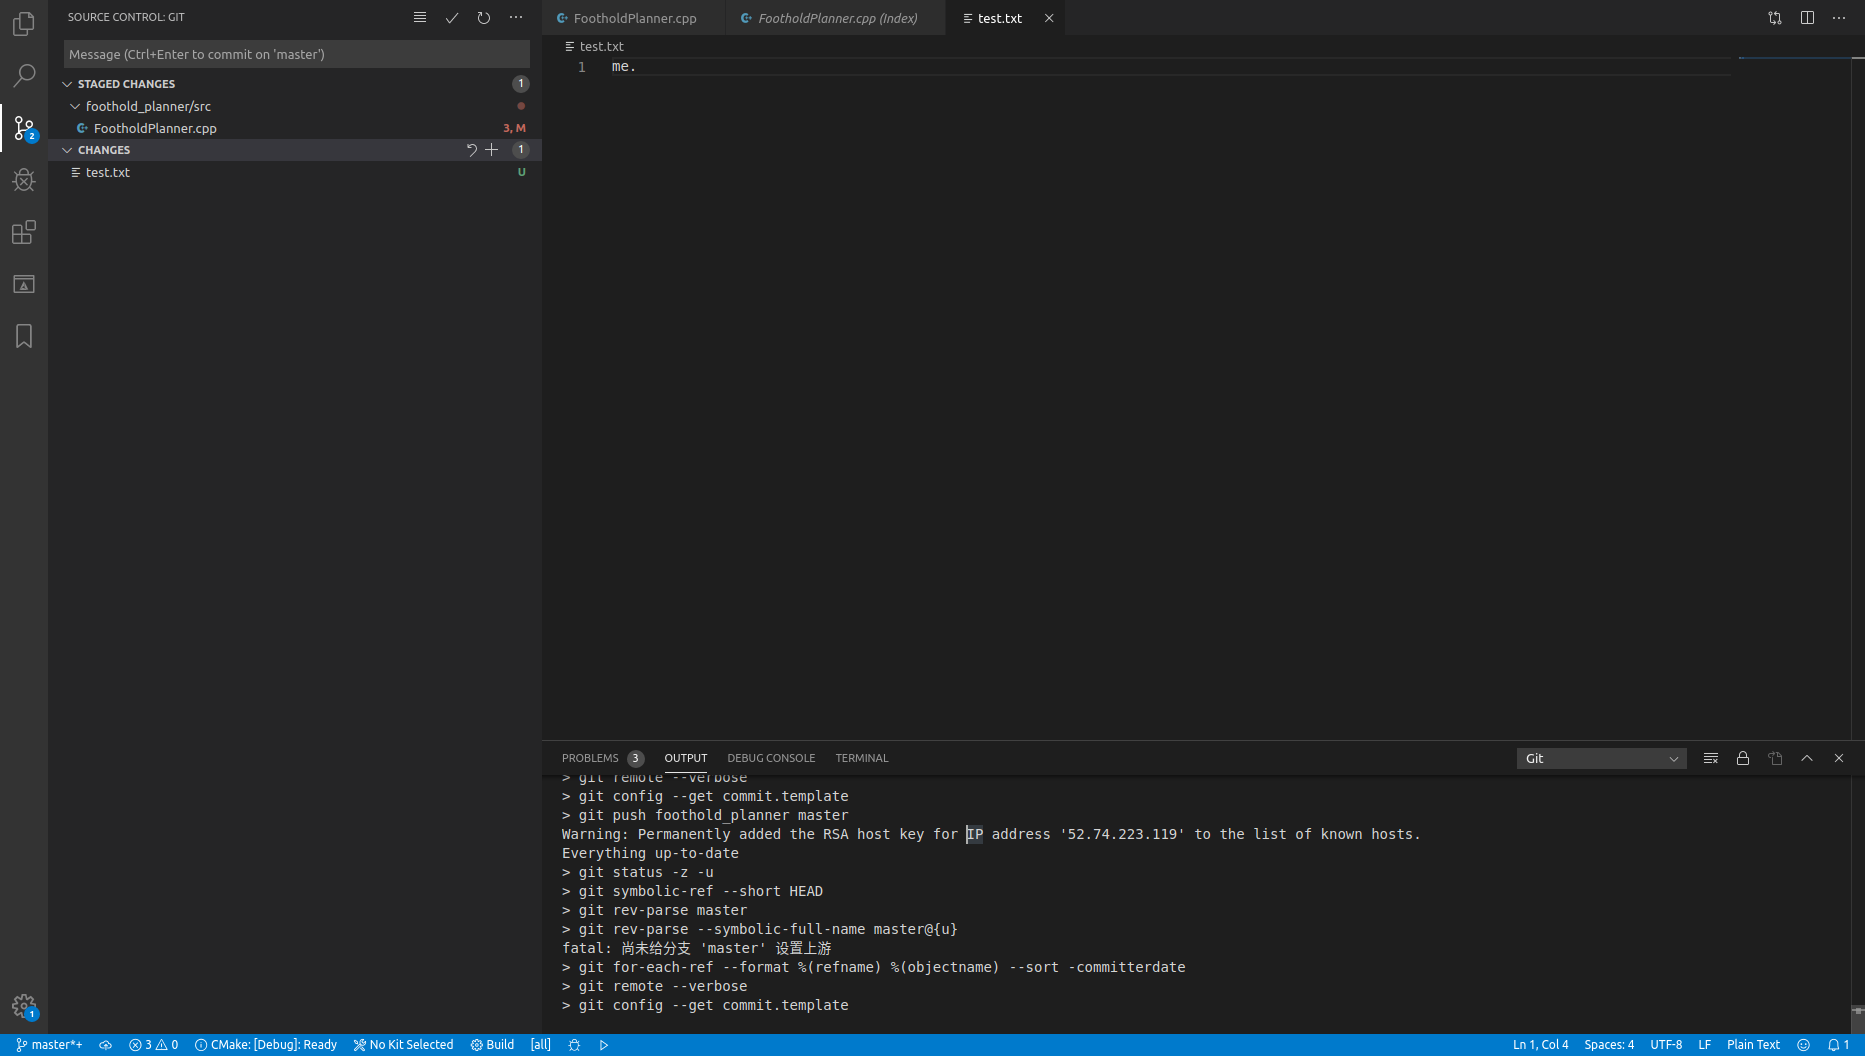 SOURCE CONTROL: GIT
Message (Ctrl+Enter to commit on 'master')
STAGED CHANGES 1
foothold_planner/src
FootholdPlanner.cpp 3, M
CHANGES 1
test.txt U
2
1
FootholdPlanner.cpp FootholdPlanner.cpp (Index) test.txt
test.txt
1 me.
PROBLEMS 3 OUTPUT DEBUG CONSOLE TERMINAL Git
> git remote --verbose
> git config --get commit.template
> git push foothold_planner master
Warning: Permanently added the RSA host key for IP address '52.74.223.119' to the list of known hosts.
Everything up-to-date
> git status -z -u
> git symbolic-ref --short HEAD
> git rev-parse master
> git rev-parse --symbolic-full-name master@{u}
fatal: 尚未给分支 'master' 设置上游
> git for-each-ref --format %(refname) %(objectname) --sort -committerdate
> git remote --verbose
> git config --get commit.template
master*+ 3 0 CMake: [Debug]: Ready No Kit Selected Build [all] Ln 1, Col 4 Spaces: 4 UTF-8 LF Plain Text 1